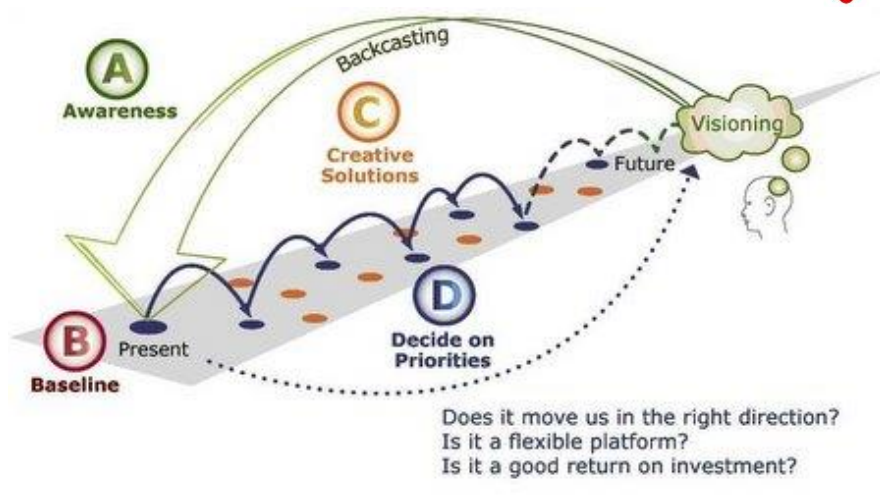 Backcasting
A
Awareness
C
Creative
Solutions
Visioning
Future
D
Decide on
Priorities
B
Baseline
Present
Does it move us in the right direction?
Is it a flexible platform?
Is it a good return on investment?